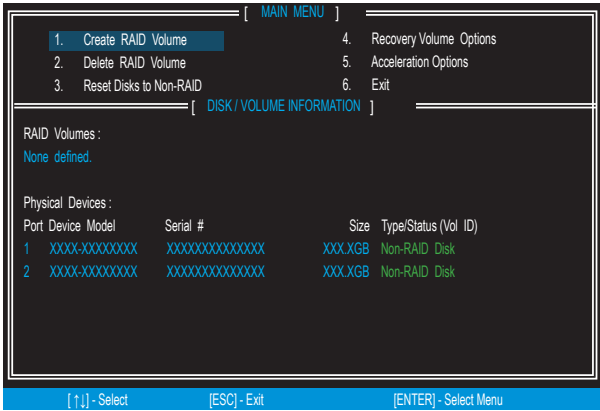 [ MAIN MENU ]
1. Create RAID Volume 4. Recovery Volume Options
2. Delete RAID Volume 5. Acceleration Options
3. Reset Disks to Non-RAID 6. Exit
[ DISK / VOLUME INFORMATION ]
RAID Volumes :
None defined.
Physical Devices :
Port Device Model Serial # Size Type/Status (Vol ID)
1 XXXX-XXXXXXXX XXXXXXXXXXXXXX XXX.XGB Non-RAID Disk
2 XXXX-XXXXXXXX XXXXXXXXXXXXXX XXX.XGB Non-RAID Disk
[↑↓] - Select [ESC] - Exit [ENTER] - Select Menu